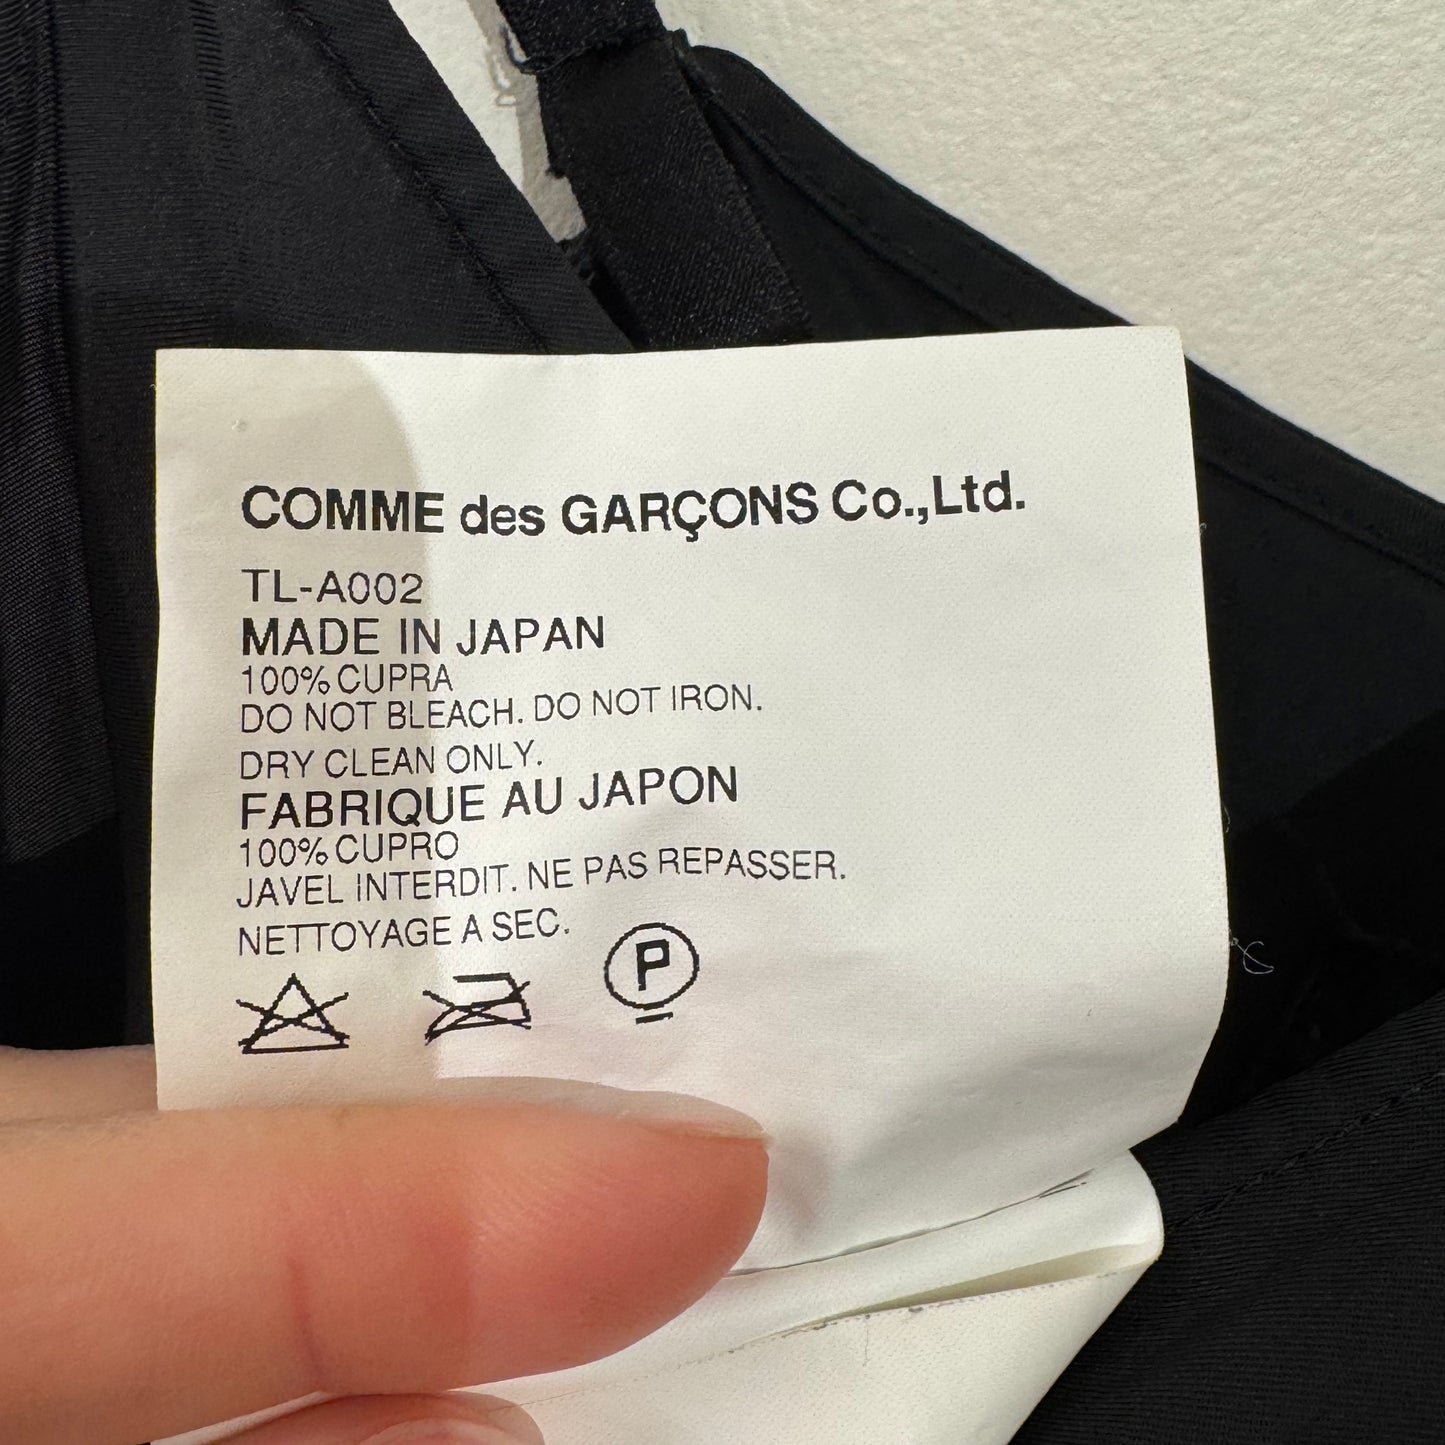 COMME des GARÇONS Co.,Ltd.
TL-A002
MADE IN JAPAN
100% CUPRA
DO NOT BLEACH. DO NOT IRON.
DRY CLEAN ONLY.
FABRIQUE AU JAPON
100% CUPRO
JAVEL INTERDIT. NE PAS REPASSER.
NETTOYAGE A SEC.
P